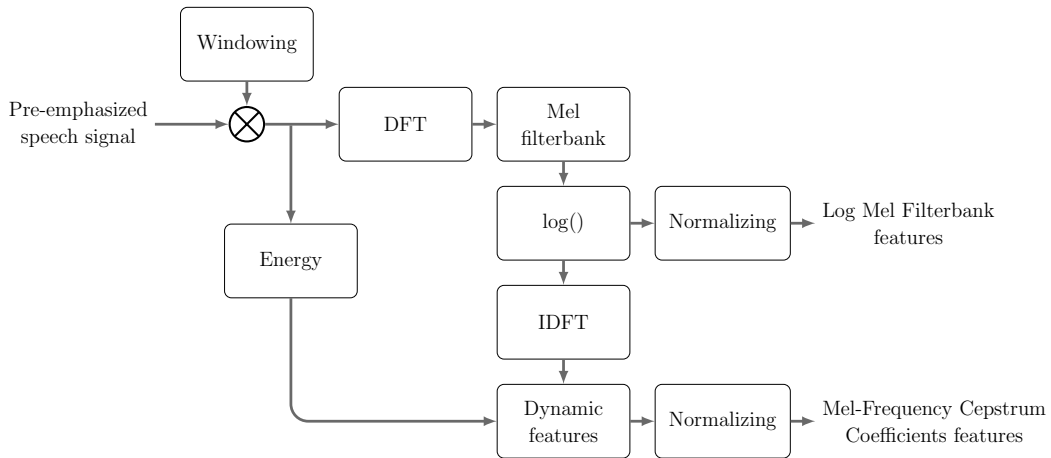 Windowing
Pre-emphasized
speech signal
DFT
Mel
filterbank
log()
Normalizing
Log Mel Filterbank
features
Energy
IDFT
Dynamic
features
Normalizing
Mel-Frequency Cepstrum
Coefficients features